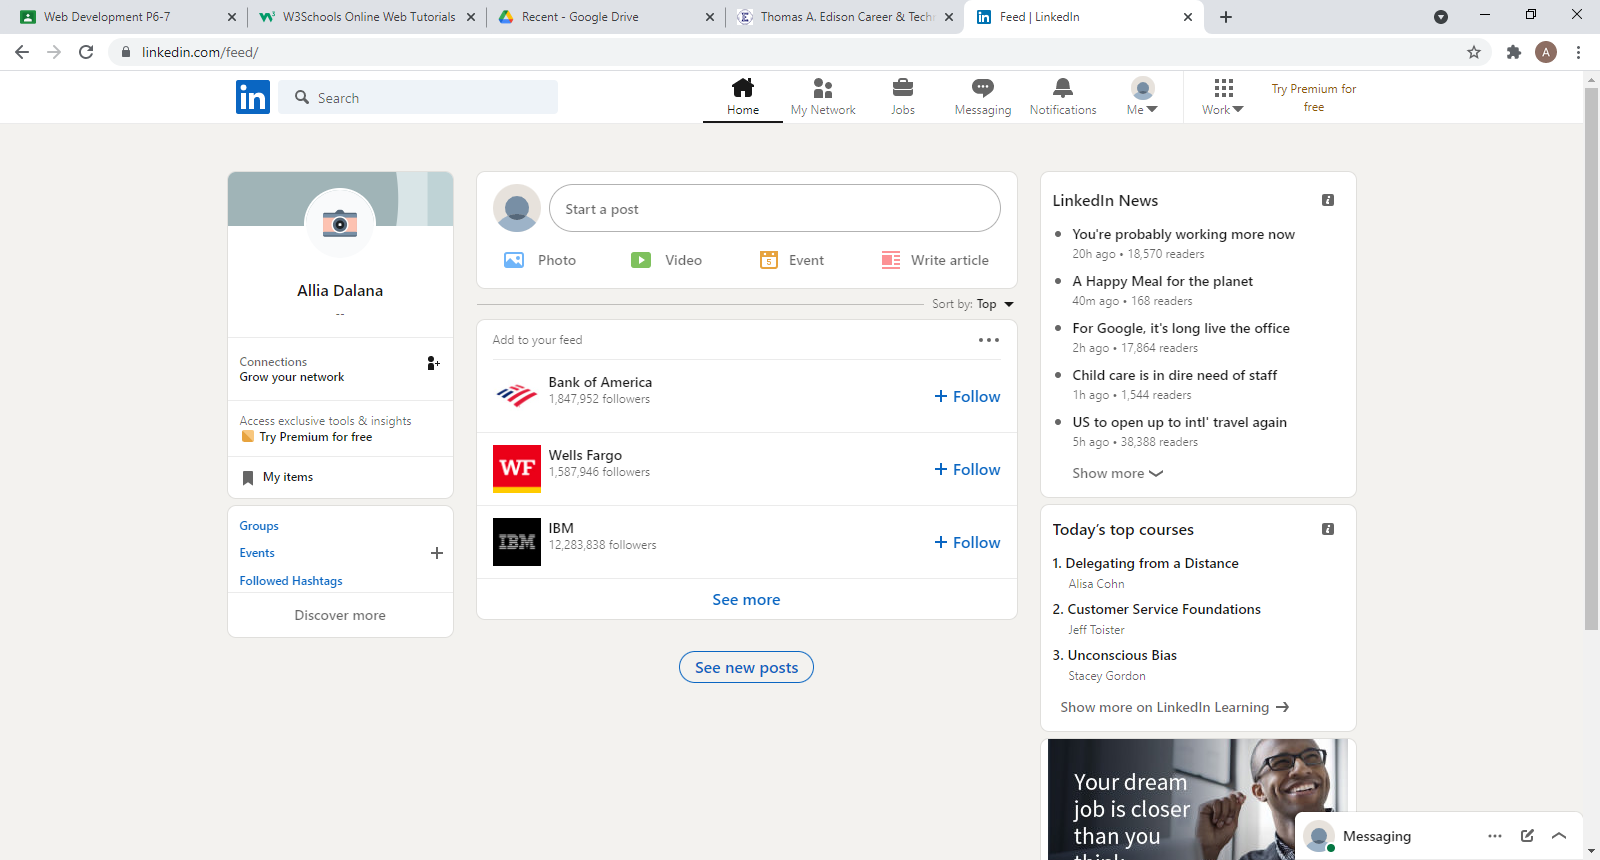 Web Development P6-7
W3Schools Online Web Tutorials
Recent - Google Drive
Thomas A. Edison Career & Tech
Feed | LinkedIn
linkedin.com/feed/
A
in
Search
Home
My Network
Jobs
Messaging
Notifications
Me
Work
Try Premium for
free
Allia Dalana
--
Connections
Grow your network
Access exclusive tools & insights
Try Premium for free
My items
Groups
Events
Followed Hashtags
Discover more
Start a post
Photo
Video
5
Event
Write article
Sort by: Top
Add to your feed
Bank of America
1,847,952 followers
+ Follow
WF
Wells Fargo
1,587,946 followers
+ Follow
IBM
IBM
12,283,838 followers
+ Follow
See more
See new posts
LinkedIn News
• You're probably working more now
20h ago • 18,570 readers
• A Happy Meal for the planet
40m ago • 168 readers
• For Google, it's long live the office
2h ago • 17,864 readers
• Child care is in dire need of staff
1h ago • 1,544 readers
• US to open up to intl' travel again
5h ago • 38,388 readers
Show more
Today's top courses
1. Delegating from a Distance
Alisa Cohn
2. Customer Service Foundations
Jeff Toister
3. Unconscious Bias
Stacey Gordon
Show more on LinkedIn Learning →
Your dream
job is closer
than you
think
Messaging